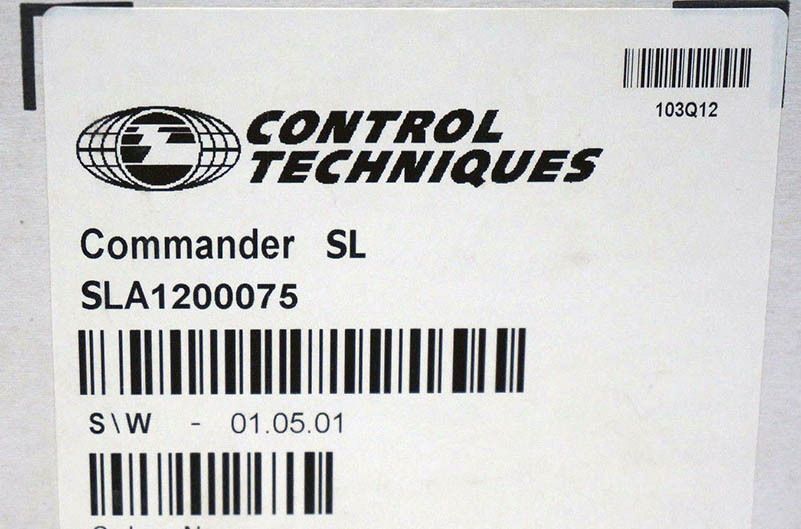 103Q12
CONTROL
TECHNIQUES
Commander SL
SLA1200075
S\W - 01.05.01